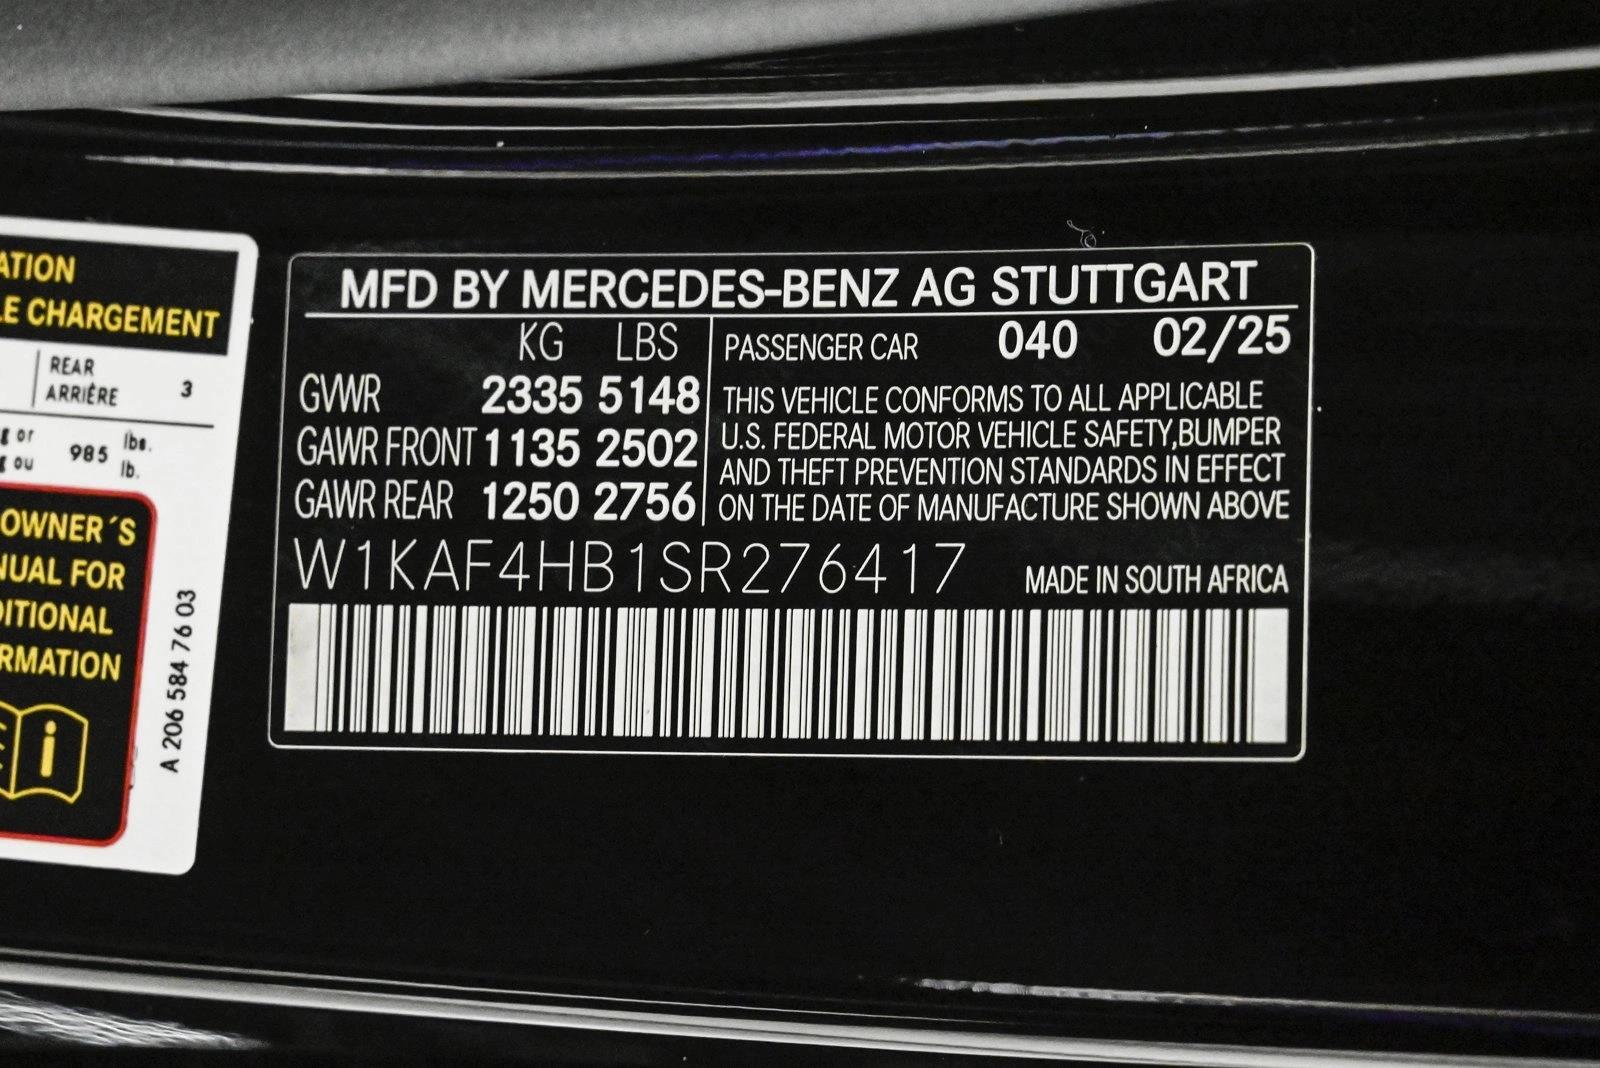 ATION
LE CHARGEMENT
REAR
ARRIÈRE 3
g or
g ou 985 lbs.
lb.
OWNER´S
NUAL FOR
DITIONAL
RMATION
A 206 584 76 03
MFD BY MERCEDES-BENZ AG STUTTGART
KG LBS
GVWR 2335 5148
GAWR FRONT 1135 2502
GAWR REAR 1250 2756
PASSENGER CAR 040 02/25
THIS VEHICLE CONFORMS TO ALL APPLICABLE
U.S. FEDERAL MOTOR VEHICLE SAFETY,BUMPER
AND THEFT PREVENTION STANDARDS IN EFFECT
ON THE DATE OF MANUFACTURE SHOWN ABOVE
W1KAF4HB1SR276417 MADE IN SOUTH AFRICA